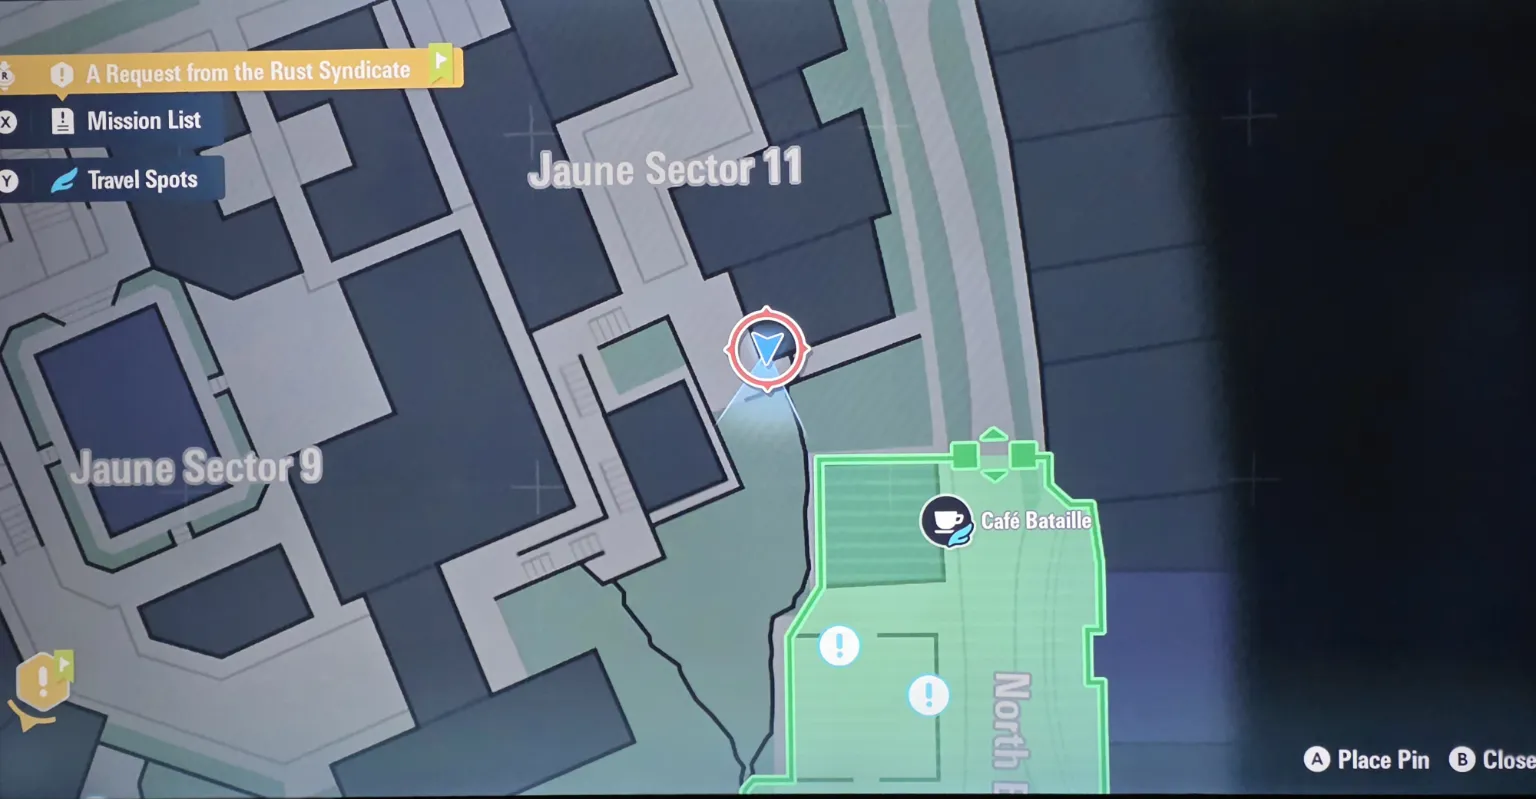 R
A Request from the Rust Syndicate
X
Mission List
Y
Travel Spots
Jaune Sector 11
Jaune Sector 9
Café Bataille
North
A Place Pin
B Close